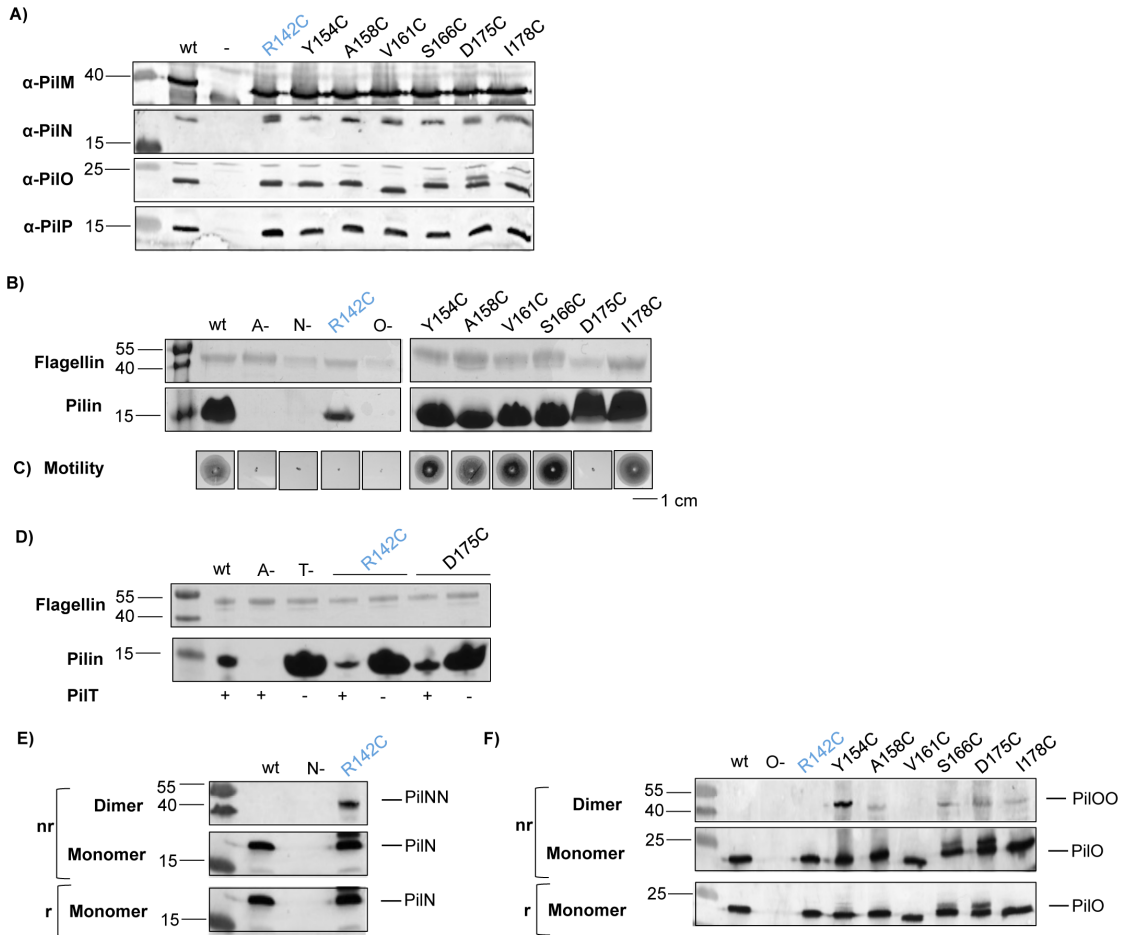 A)
wt - R142C Y154C A158C V161C S166C D175C I178C
α-PilM 40
α-PilN 15
α-PilO 25
α-PilP 15
B)
wt A- N- R142C O- Y154C A158C V161C S166C D175C I178C
Flagellin 55 40
Pilin 15
C) Motility
1 cm
D)
wt A- T- R142C D175C
Flagellin 55 40
Pilin 15
PilT + + - + - + -
E)
wt N- R142C
nr Dimer 55 40 PilNN
Monomer 15 PilN
r Monomer 15 PilN
F)
wt O- R142C Y154C A158C V161C S166C D175C I178C
nr Dimer 55 40 PilOO
Monomer 25 PilO
r Monomer 25 PilO